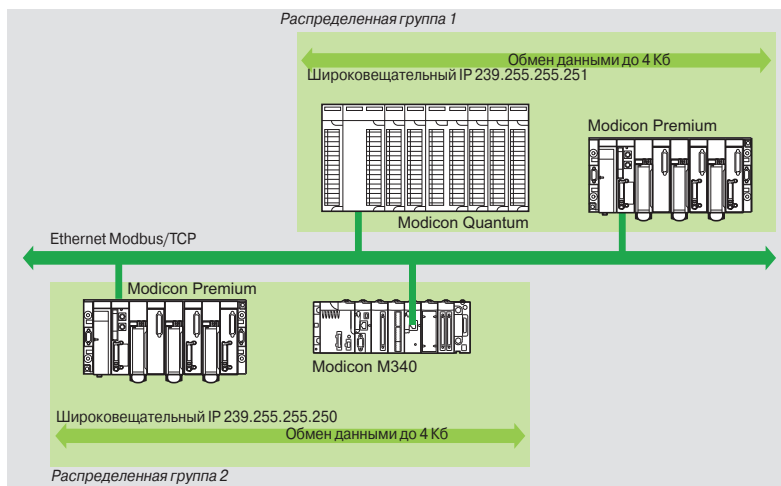 Распределенная группа 1
Обмен данными до 4 Кб
Широковещательный IP 239.255.255.251
Modicon Premium
Modicon Quantum
Ethernet Modbus/TCP
Modicon Premium
Modicon M340
Широковещательный IP 239.255.255.250
Обмен данными до 4 Кб
Распределенная группа 2